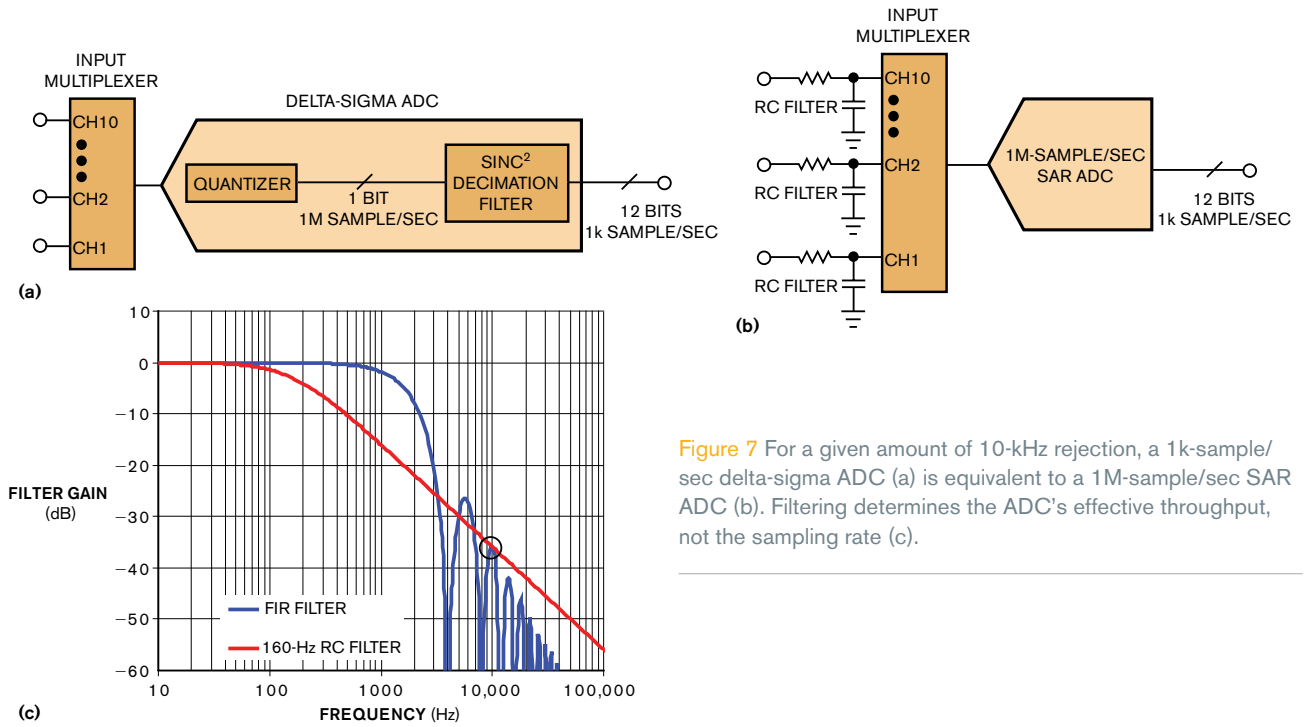 INPUT
MULTIPLEXER
DELTA-SIGMA ADC
CH10
CH2
CH1
QUANTIZER
1 BIT
1M SAMPLE/SEC
SINC²
DECIMATION
FILTER
12 BITS
1k SAMPLE/SEC
(a)
INPUT
MULTIPLEXER
RC FILTER
CH10
RC FILTER
CH2
RC FILTER
CH1
1M-SAMPLE/SEC
SAR ADC
12 BITS
1k SAMPLE/SEC
(b)
10
0
−10
−20
−30
−40
−50
−60
FILTER GAIN
(dB)
FIR FILTER
160-Hz RC FILTER
10
100
1000
10,000
100,000
FREQUENCY (Hz)
(c)
Figure 7 For a given amount of 10-kHz rejection, a 1k-sample/
sec delta-sigma ADC (a) is equivalent to a 1M-sample/sec SAR
ADC (b). Filtering determines the ADC's effective throughput,
not the sampling rate (c).